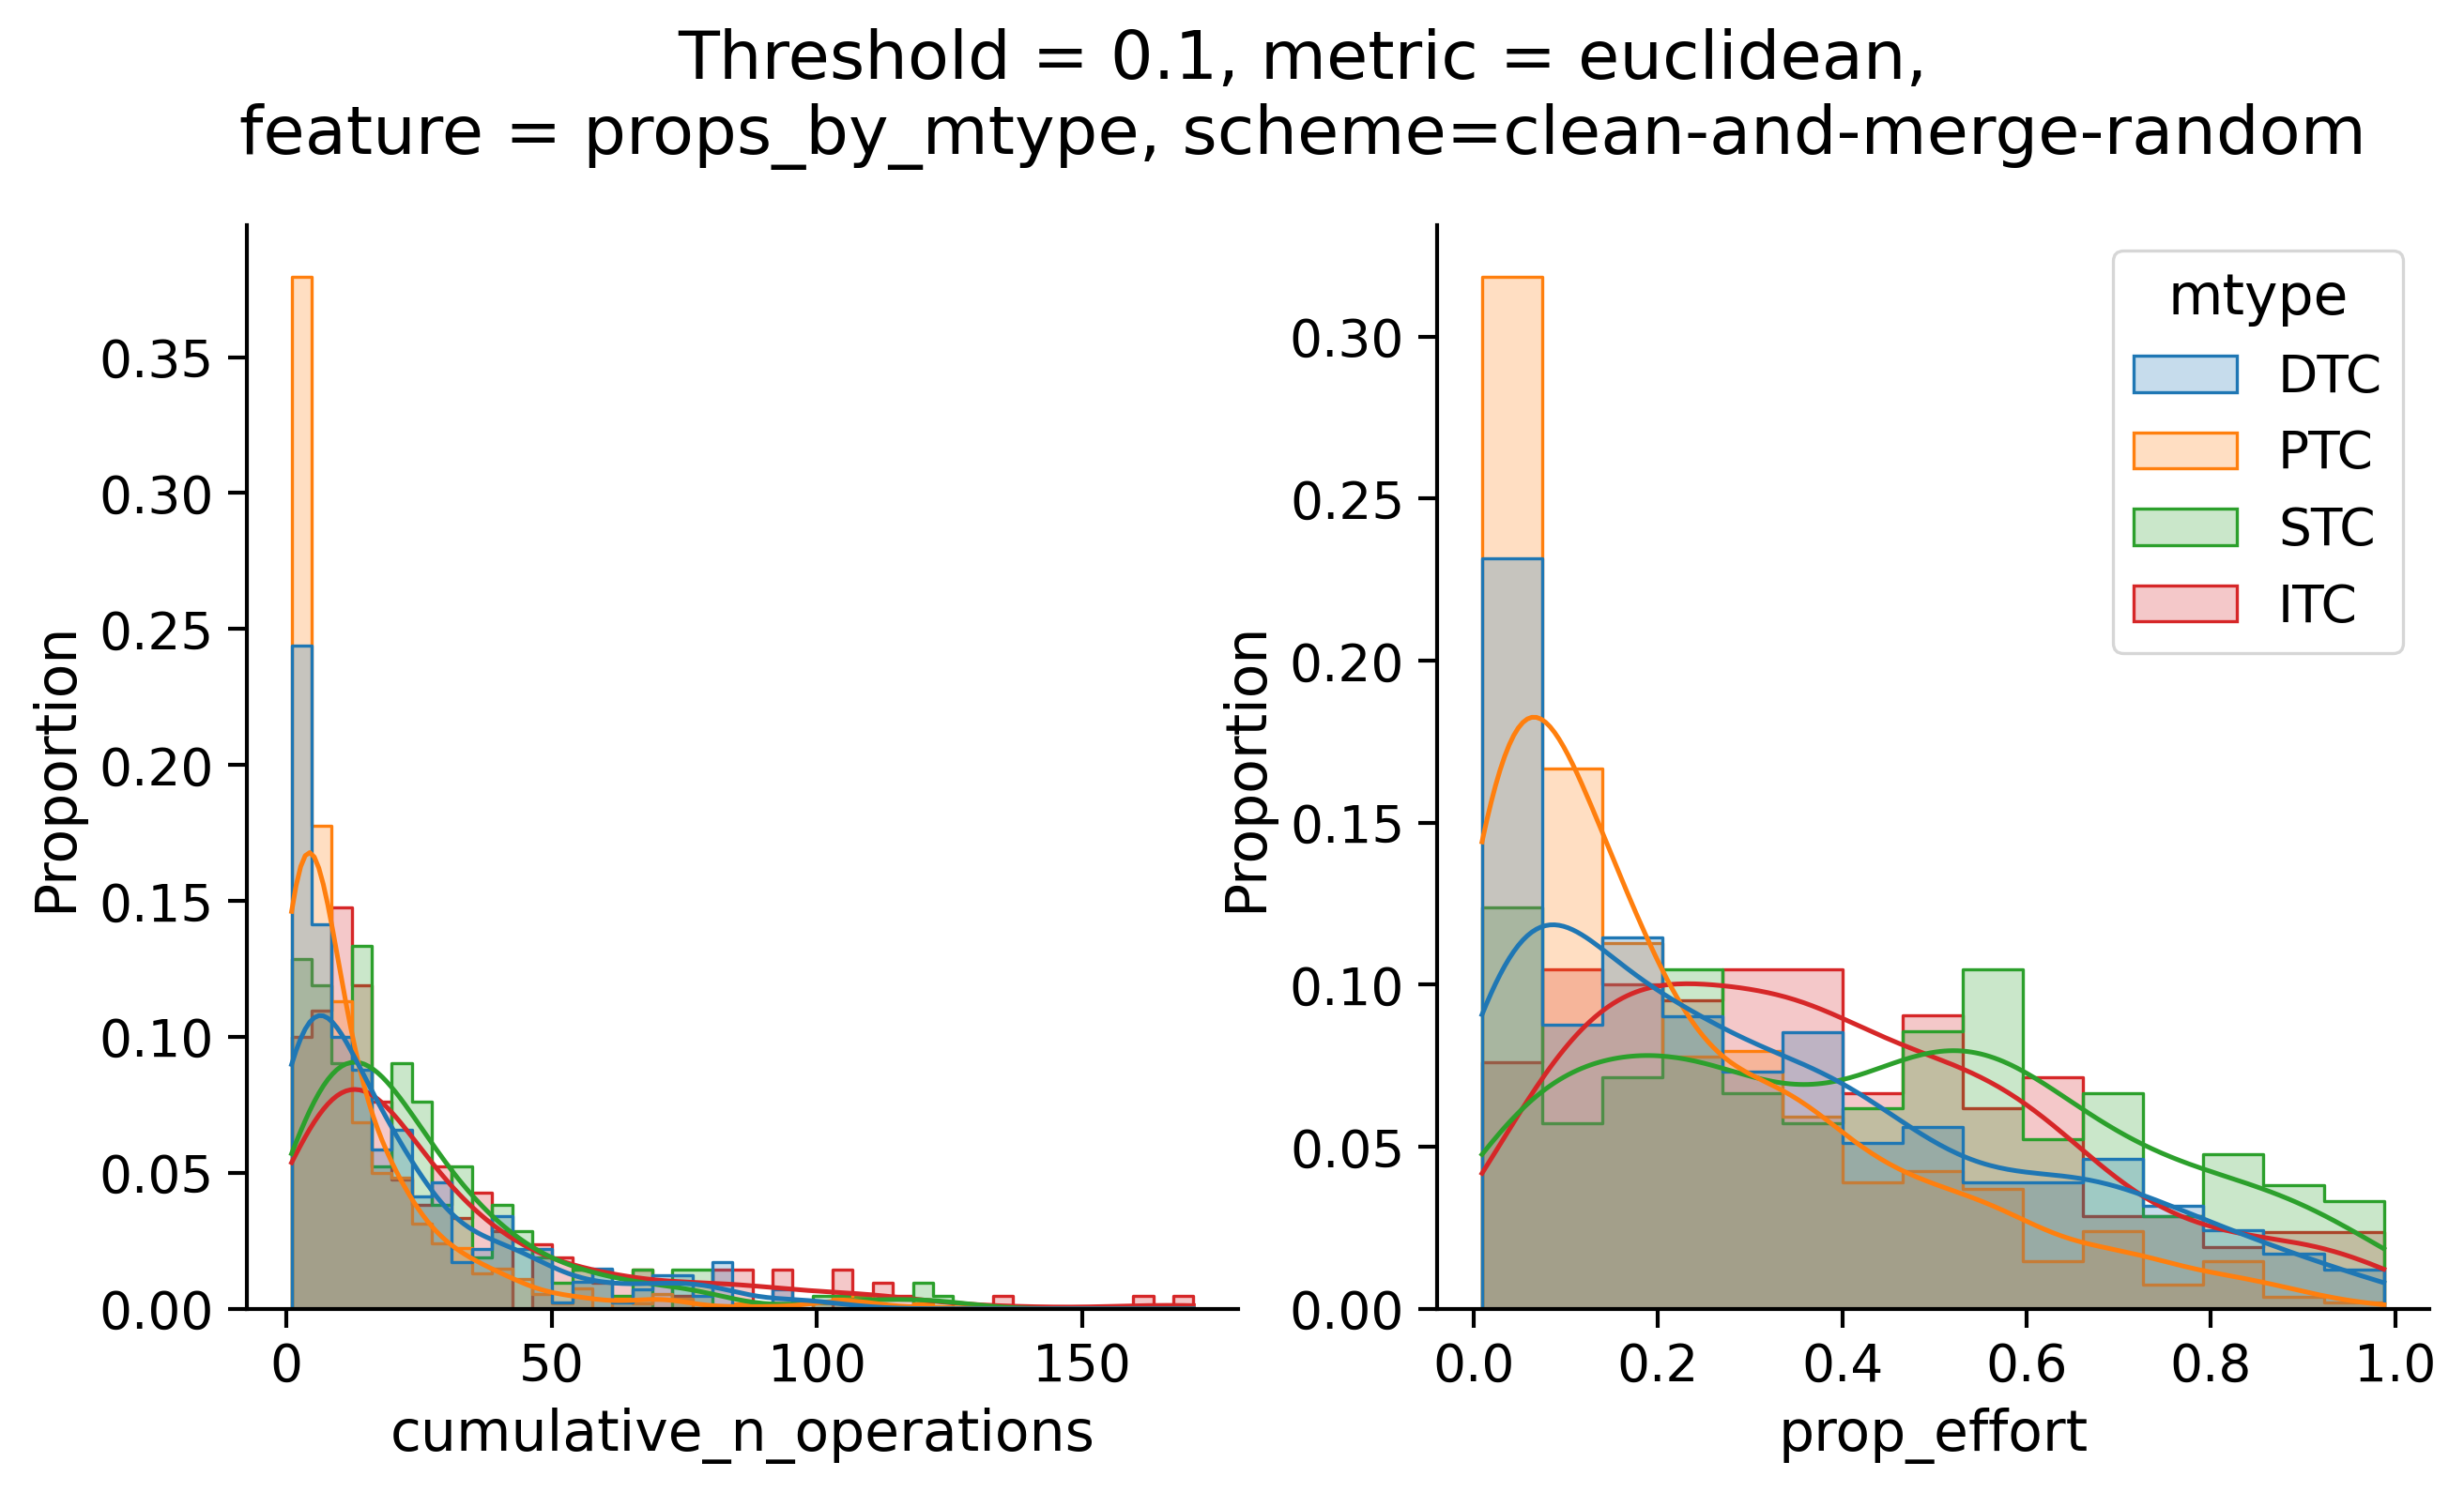 Threshold = 0.1, metric = euclidean,
feature = props_by_mtype, scheme=clean-and-merge-random
Proportion
0.35
0.30
0.25
0.20
0.15
0.10
0.05
0.00
0
50
100
150
cumulative_n_operations
Proportion
0.30
0.25
0.20
0.15
0.10
0.05
0.00
0.0
0.2
0.4
0.6
0.8
1.0
prop_effort
mtype
DTC
PTC
STC
ITC